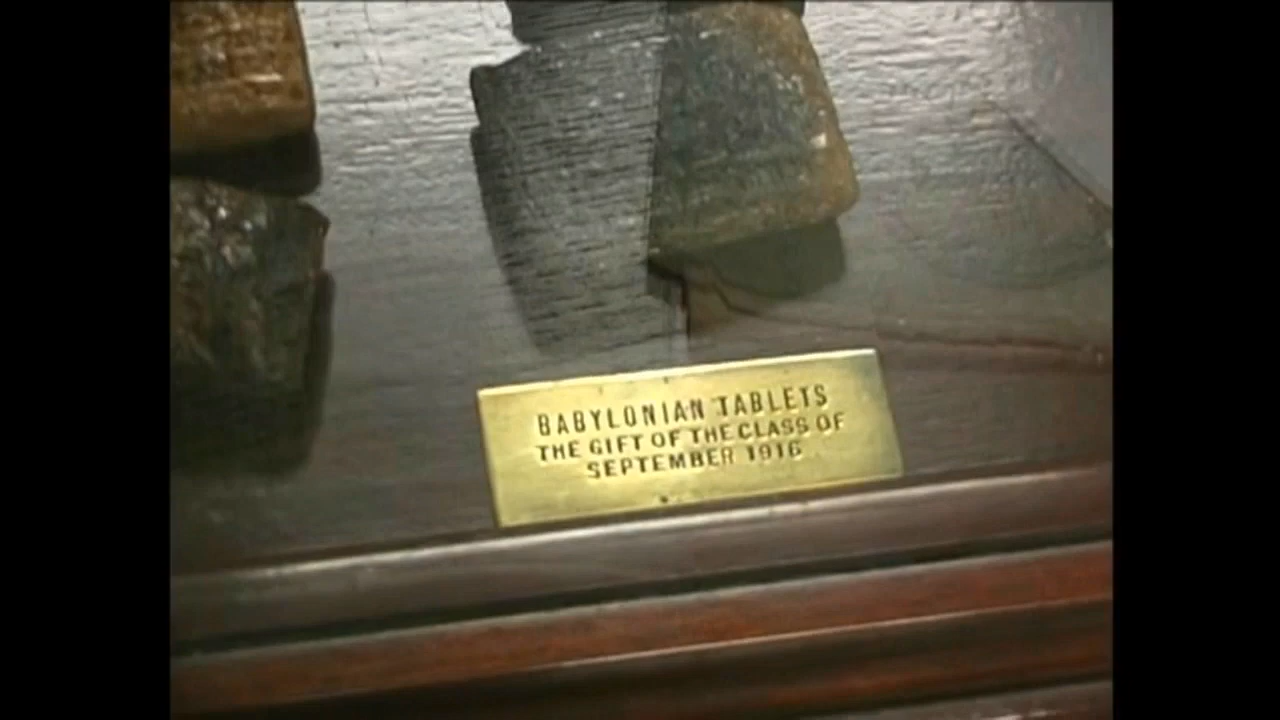 BABYLONIAN TABLETS
THE GIFT OF THE CLASS OF
SEPTEMBER 1916